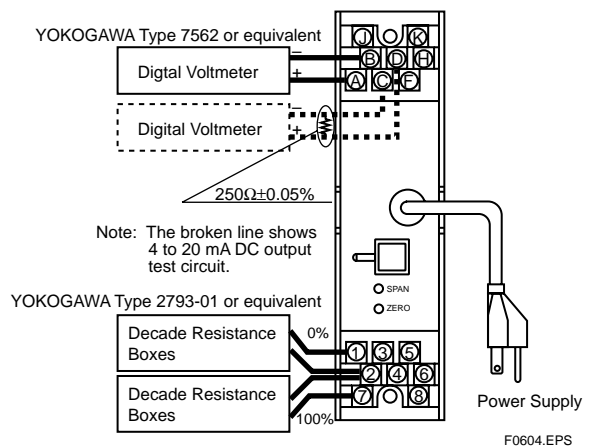 YOKOGAWA Type 7562 or equivalent
Digtal Voltmeter
−
+
J K
B D H
A C F
Digital Voltmeter
−
+
250Ω±0.05%
Note: The broken line shows
4 to 20 mA DC output
test circuit.
SPAN
ZERO
YOKOGAWA Type 2793-01 or equivalent
Decade Resistance
Boxes
0%
1 3 5
2 4 6
7 8
Decade Resistance
Boxes
100%
Power Supply
F0604.EPS